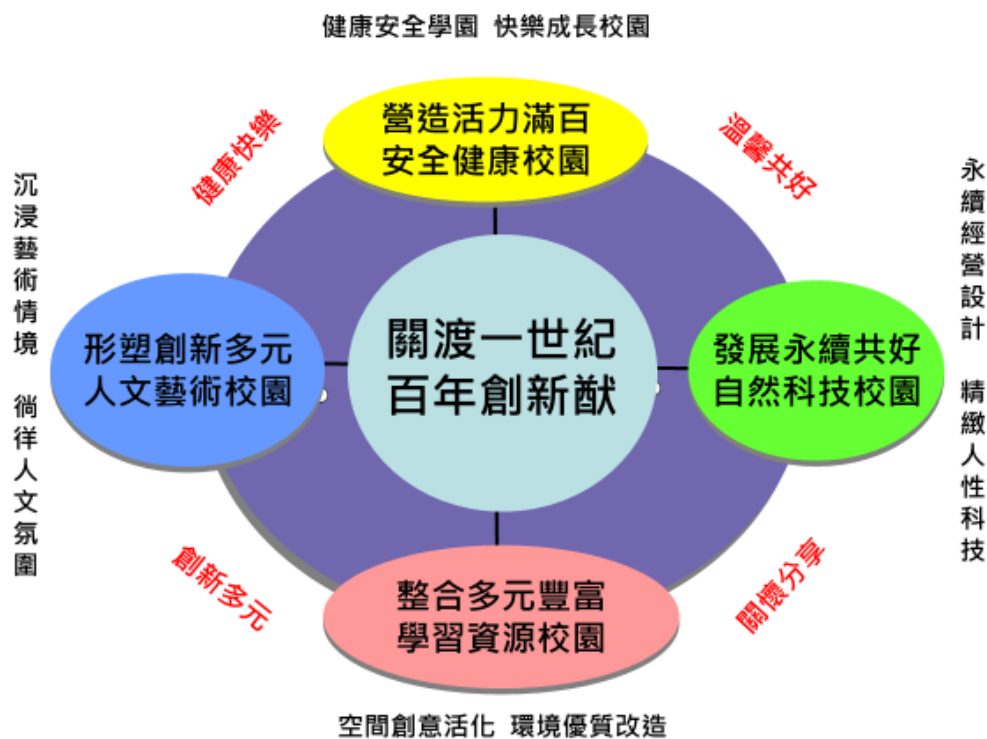 健康安全學園 快樂成長校園
營造活力滿百
安全健康校園
健康快樂
溫馨共好
沉浸藝術情境 徜徉人文氛圍
永續經營設計 精緻人性科技
形塑創新多元
人文藝術校園
關渡一世紀
百年創新猷
發展永續共好
自然科技校園
創新多元
關懷分享
整合多元豐富
學習資源校園
空間創意活化 環境優質改造